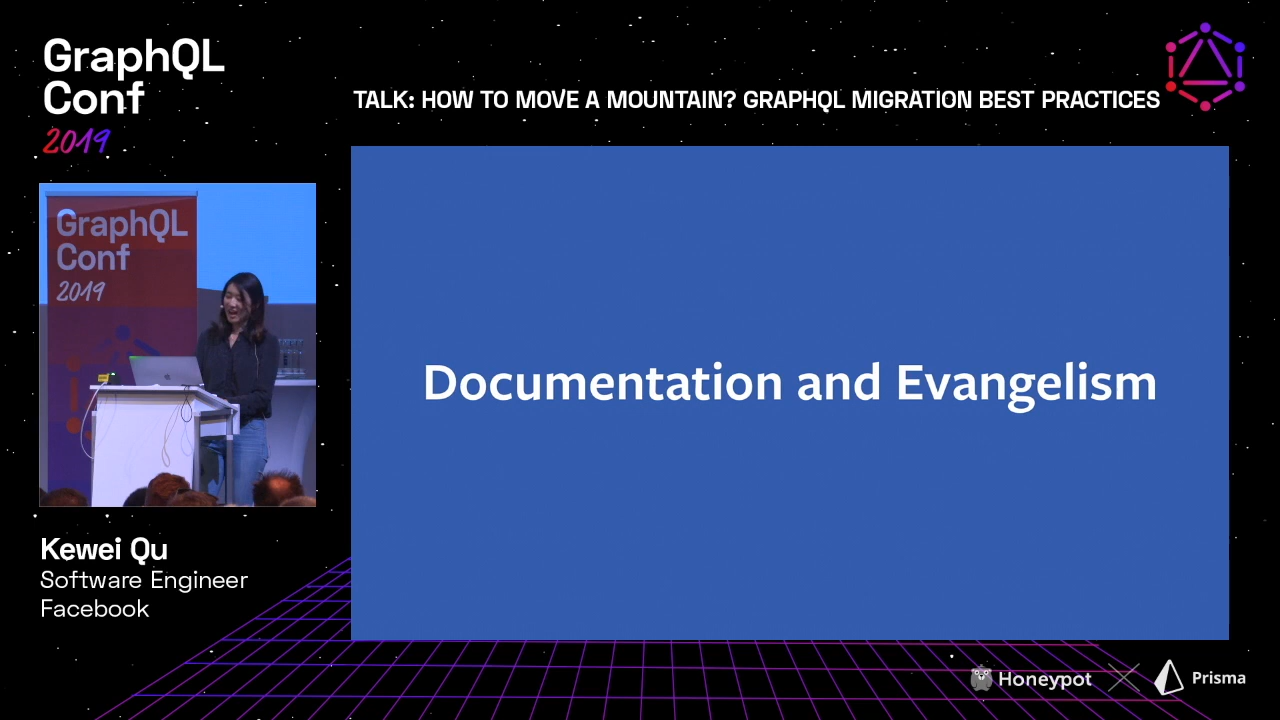 GraphQL
Conf
2019
TALK: HOW TO MOVE A MOUNTAIN? GRAPHQL MIGRATION BEST PRACTICES
GraphQL
Conf
2019
Documentation and Evangelism
Kewei Qu
Software Engineer
Facebook
Honeypot
Prisma